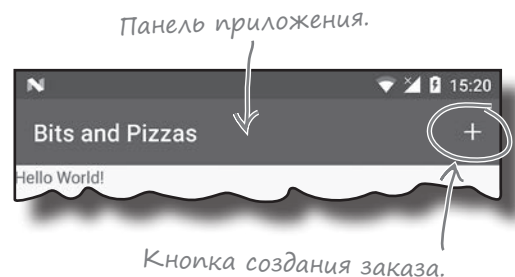 Панель приложения.
15:20
Bits and Pizzas
+
Hello World!
Кнопка создания заказа.